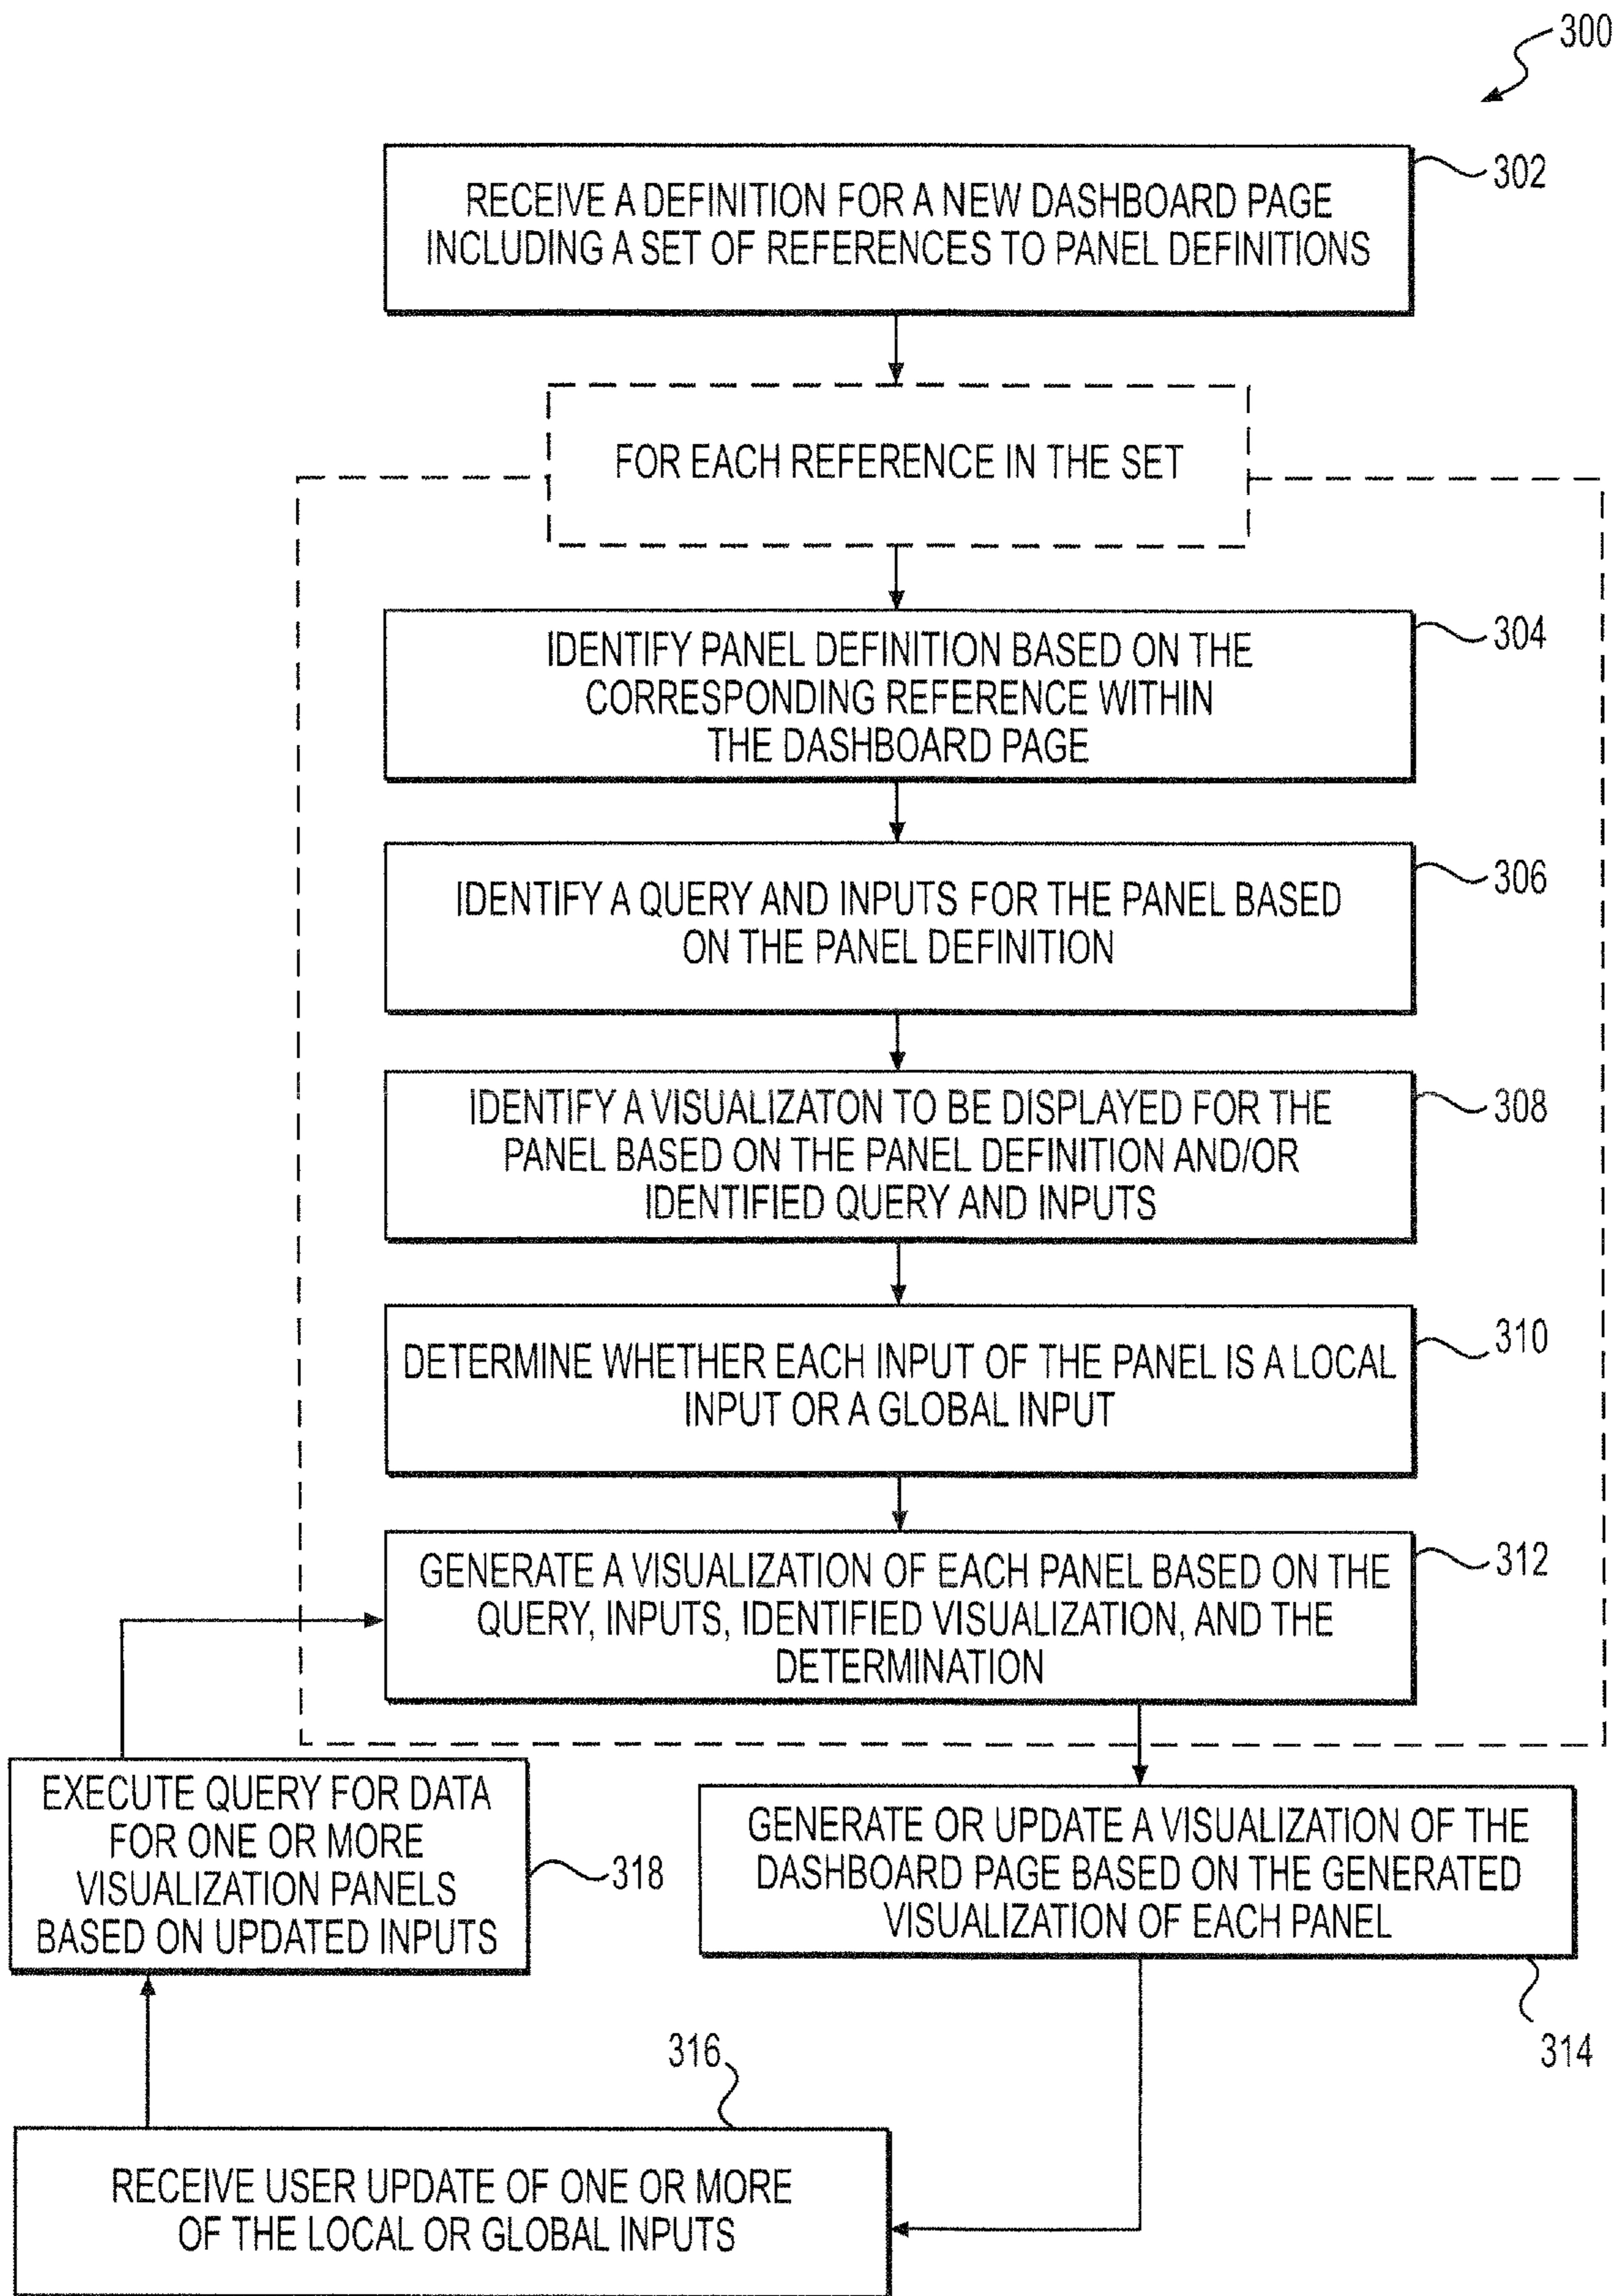 300
RECEIVE A DEFINITION FOR A NEW DASHBOARD PAGE
INCLUDING A SET OF REFERENCES TO PANEL DEFINITIONS
302
FOR EACH REFERENCE IN THE SET
IDENTIFY PANEL DEFINITION BASED ON THE
CORRESPONDING REFERENCE WITHIN
THE DASHBOARD PAGE
304
IDENTIFY A QUERY AND INPUTS FOR THE PANEL BASED
ON THE PANEL DEFINITION
306
IDENTIFY A VISUALIZATON TO BE DISPLAYED FOR THE
PANEL BASED ON THE PANEL DEFINITION AND/OR
IDENTIFIED QUERY AND INPUTS
308
DETERMINE WHETHER EACH INPUT OF THE PANEL IS A LOCAL
INPUT OR A GLOBAL INPUT
310
GENERATE A VISUALIZATION OF EACH PANEL BASED ON THE
QUERY, INPUTS, IDENTIFIED VISUALIZATION, AND THE
DETERMINATION
312
EXECUTE QUERY FOR DATA
FOR ONE OR MORE
VISUALIZATION PANELS
BASED ON UPDATED INPUTS
318
GENERATE OR UPDATE A VISUALIZATION OF THE
DASHBOARD PAGE BASED ON THE GENERATED
VISUALIZATION OF EACH PANEL
314
316
RECEIVE USER UPDATE OF ONE OR MORE
OF THE LOCAL OR GLOBAL INPUTS